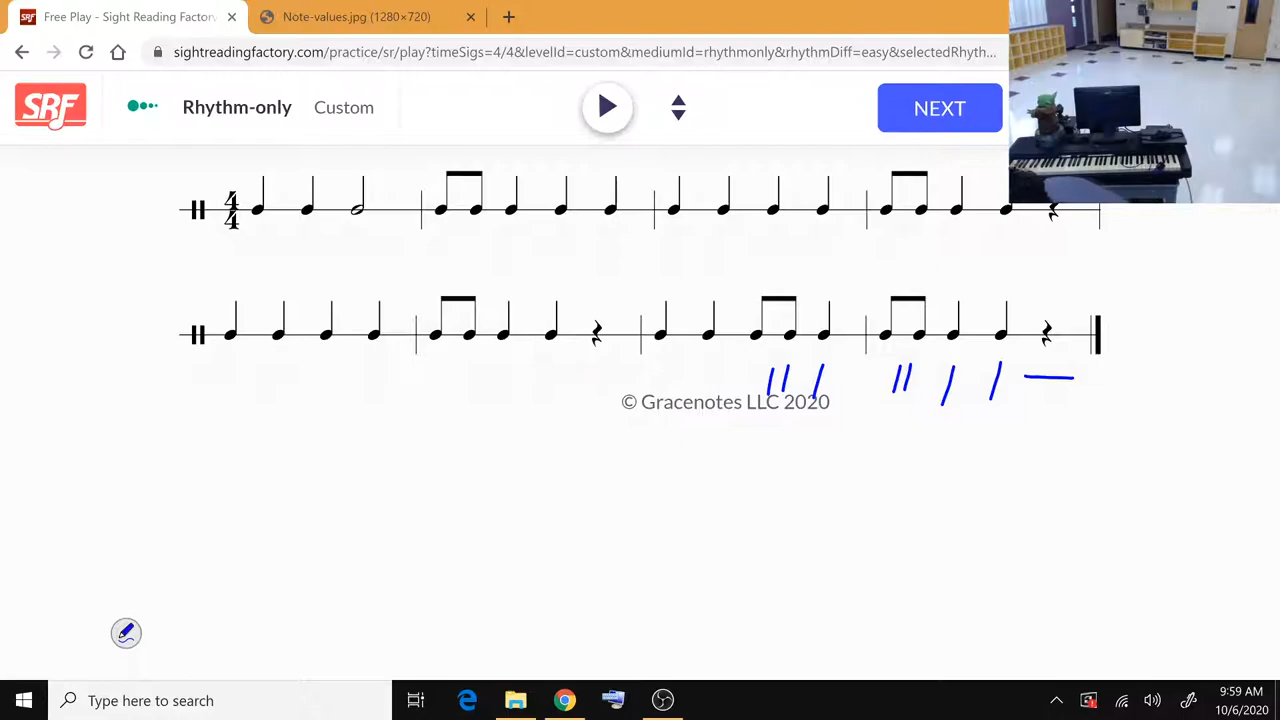 Free Play - Sight Reading Factory
Note-values.jpg (1280×720)
sightreadingfactory.com/practice/sr/play?timeSigs=4/4&levelId=custom&mediumId=rhythmonly&rhythmDiff=easy&selectedRhyth...
SRF
Rhythm-only
Custom
NEXT
4
4
© Gracenotes LLC 2020
Type here to search
9:59 AM
10/6/2020